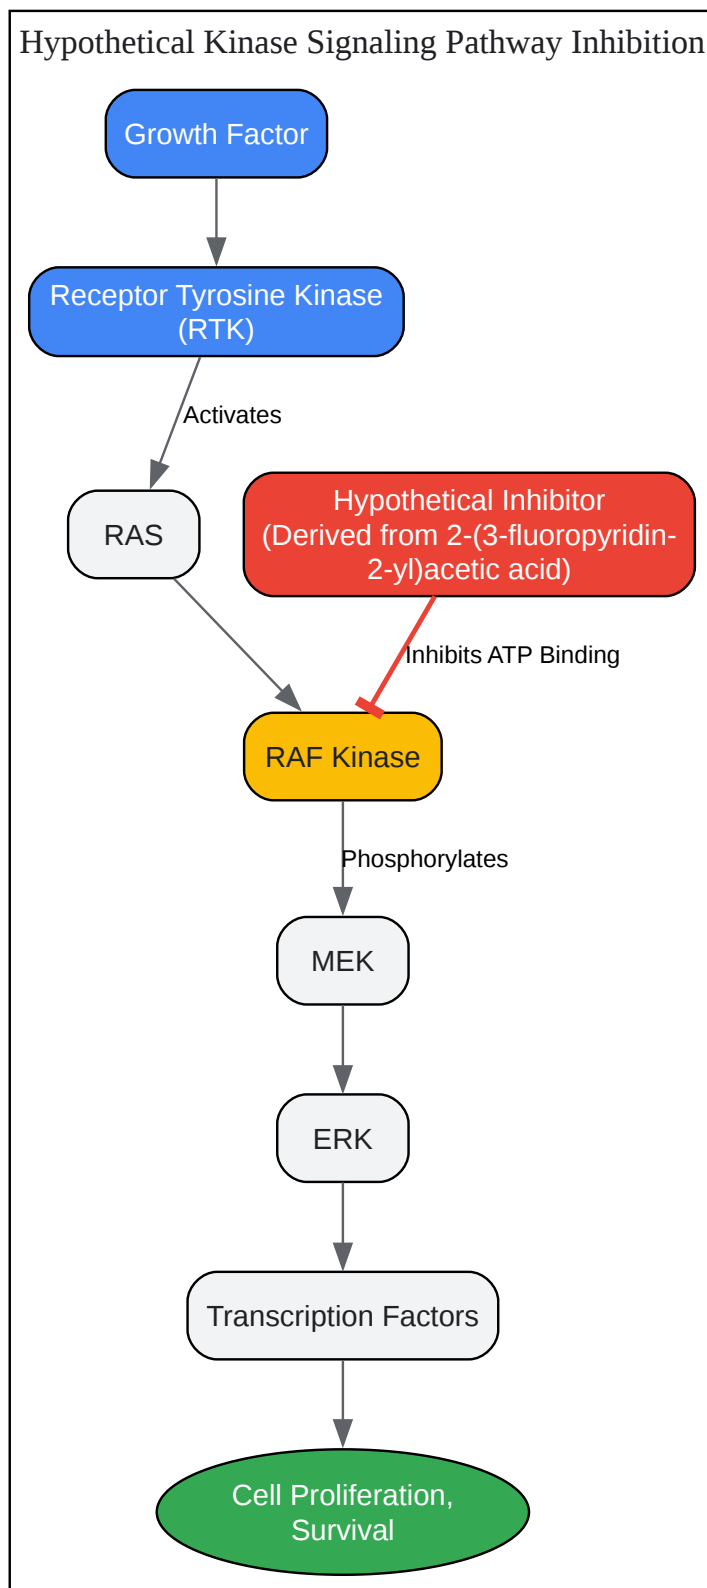 Hypothetical Kinase Signaling Pathway Inhibition
Growth Factor
Receptor Tyrosine Kinase
(RTK)
Activates
RAS
Hypothetical Inhibitor
(Derived from 2-(3-fluoropyridin-
2-yl)acetic acid)
Inhibits ATP Binding
RAF Kinase
Phosphorylates
MEK
ERK
Transcription Factors
Cell Proliferation,
Survival